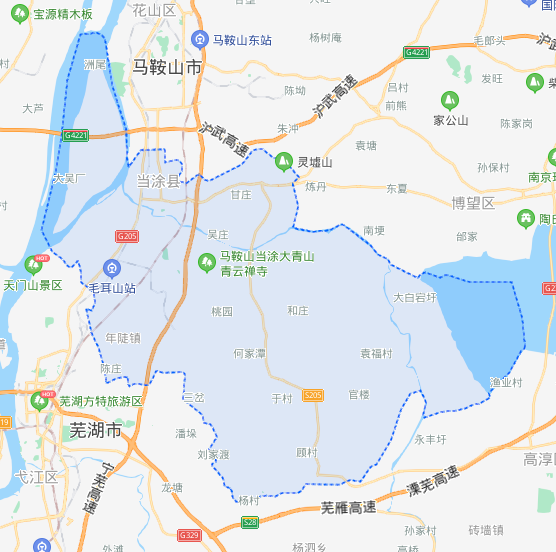 宝源精木板
花山区
国
马鞍山东站
杨树庵
毛郎头
沪武
G4221
洲尾
马鞍山市
发旺
沪武高速
吕村
陈坳
前熊
大芦
家公山
陈家岗
G4221
沪武高速
朱冲
袁塘
灵墟山
孙保村
南京
大吴厂
当涂县
炼丹
东夏
甘庄
博望区
村
陶
吴庄
南埂
G205
邰家
HOT
天门山景区
毛耳山站
马鞍山当涂大青山
青云禅寺
大白宕圩
G2
桃园
和庄
年陡镇
道
何家潭
袁福村
陈庄
渔业村
HOT
芜湖方特旅游区
三岔
于村
S205
官楼
19
芜湖市
潘垛
永丰圩
刘家渡
顾村
高淳
弋江区
宁芜高速
龙塘
溧芜高速
杨村
芜雁高速
S28
G329
孙家村
砖墙镇
外滩
杨泗乡
高桥